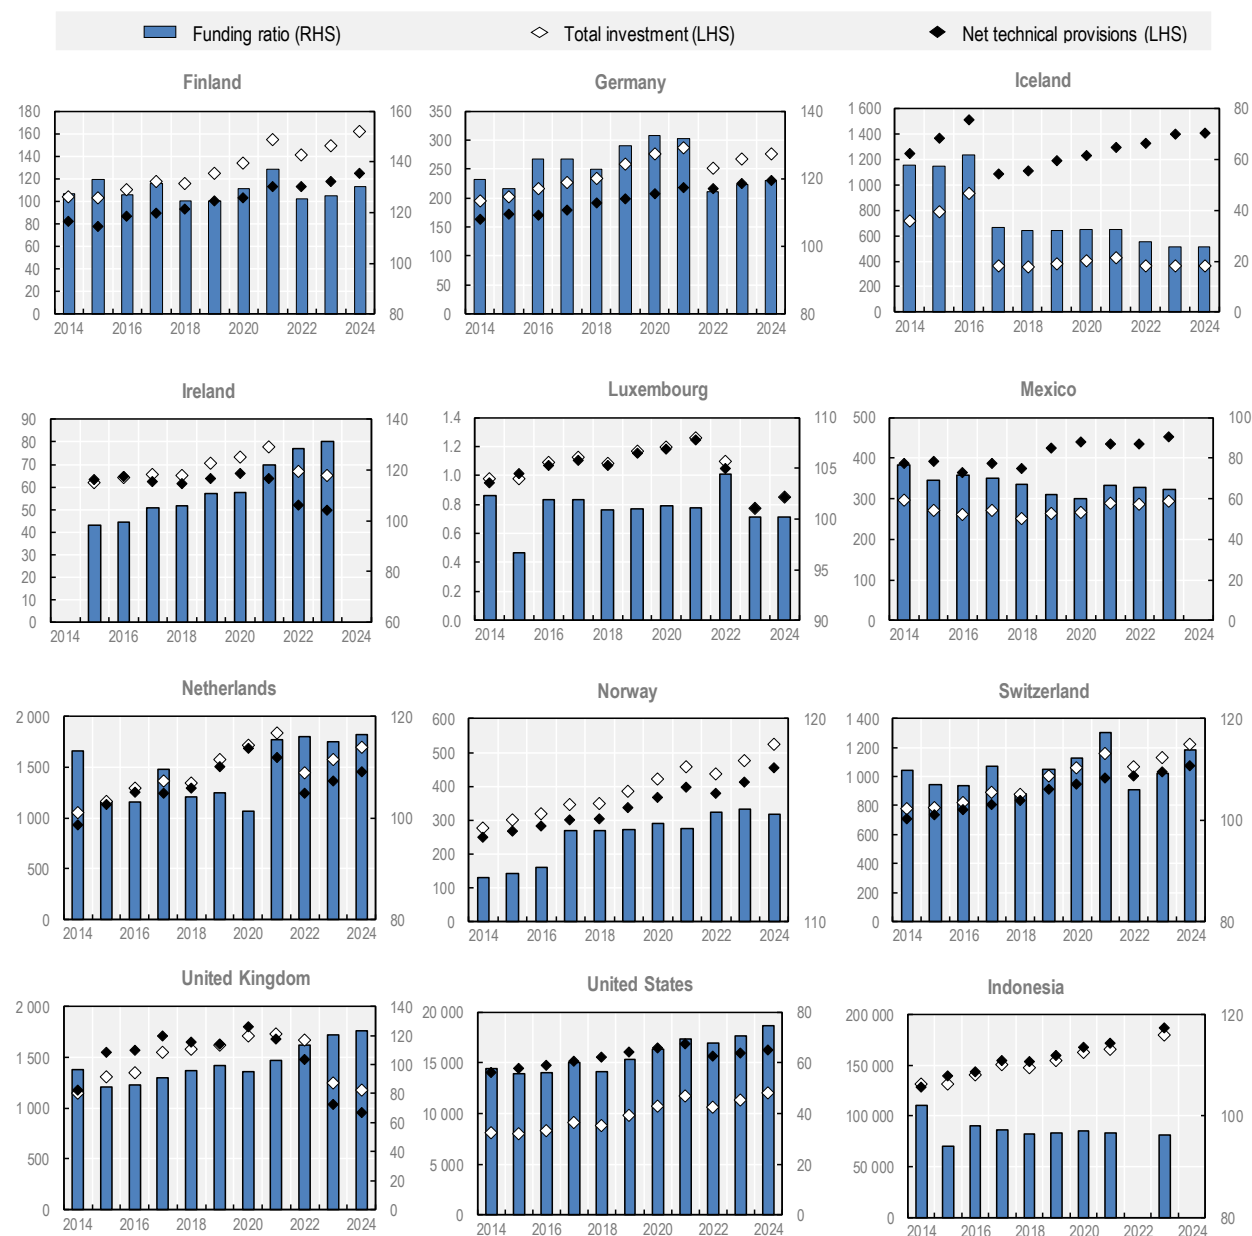 Funding ratio (RHS) Total investment (LHS) Net technical provisions (LHS)
Finland Germany Iceland
180 160 350 140 1 600 80
160 300 1 400
140 140 250 120 1 200 60
120 200 1 000
100 120 150 100 800 40
80 100 600
60 100 50 400 20
40 0 80 200
20 0 0
0 80
2014 2016 2018 2020 2022 2024 2014 2016 2018 2020 2022 2024 2014 2016 2018 2020 2022 2024
Ireland Luxembourg Mexico
90 140 1.4 110 500 100
80 1.2 400 80
70 120 1.0 105 300 60
60 0.8 100 200 40
50 100 0.6 95 100 20
40 0.4 90 0 0
30 80 0.2
20 0.0
10 60
0
2014 2016 2018 2020 2022 2024 2014 2016 2018 2020 2022 2024 2014 2016 2018 2020 2022 2024
Netherlands Norway Switzerland
2 000 120 600 120 1 400 120
1 500 500 1 200
1 000 100 400 1 000 100
500 300 800
0 80 200 600
100 400
0 110 200
0 80
2014 2016 2018 2020 2022 2024 2014 2016 2018 2020 2022 2024 2014 2016 2018 2020 2022 2024
United Kingdom United States Indonesia
2 000 140 20 000 80 200 000 120
1 500 120 15 000 60 150 000
1 000 100 10 000 40 100 000 100
500 80 5 000 20 50 000
0 60 0 0 0 80
40
20
0
2014 2016 2018 2020 2022 2024 2014 2016 2018 2020 2022 2024 2014 2016 2018 2020 2022 2024